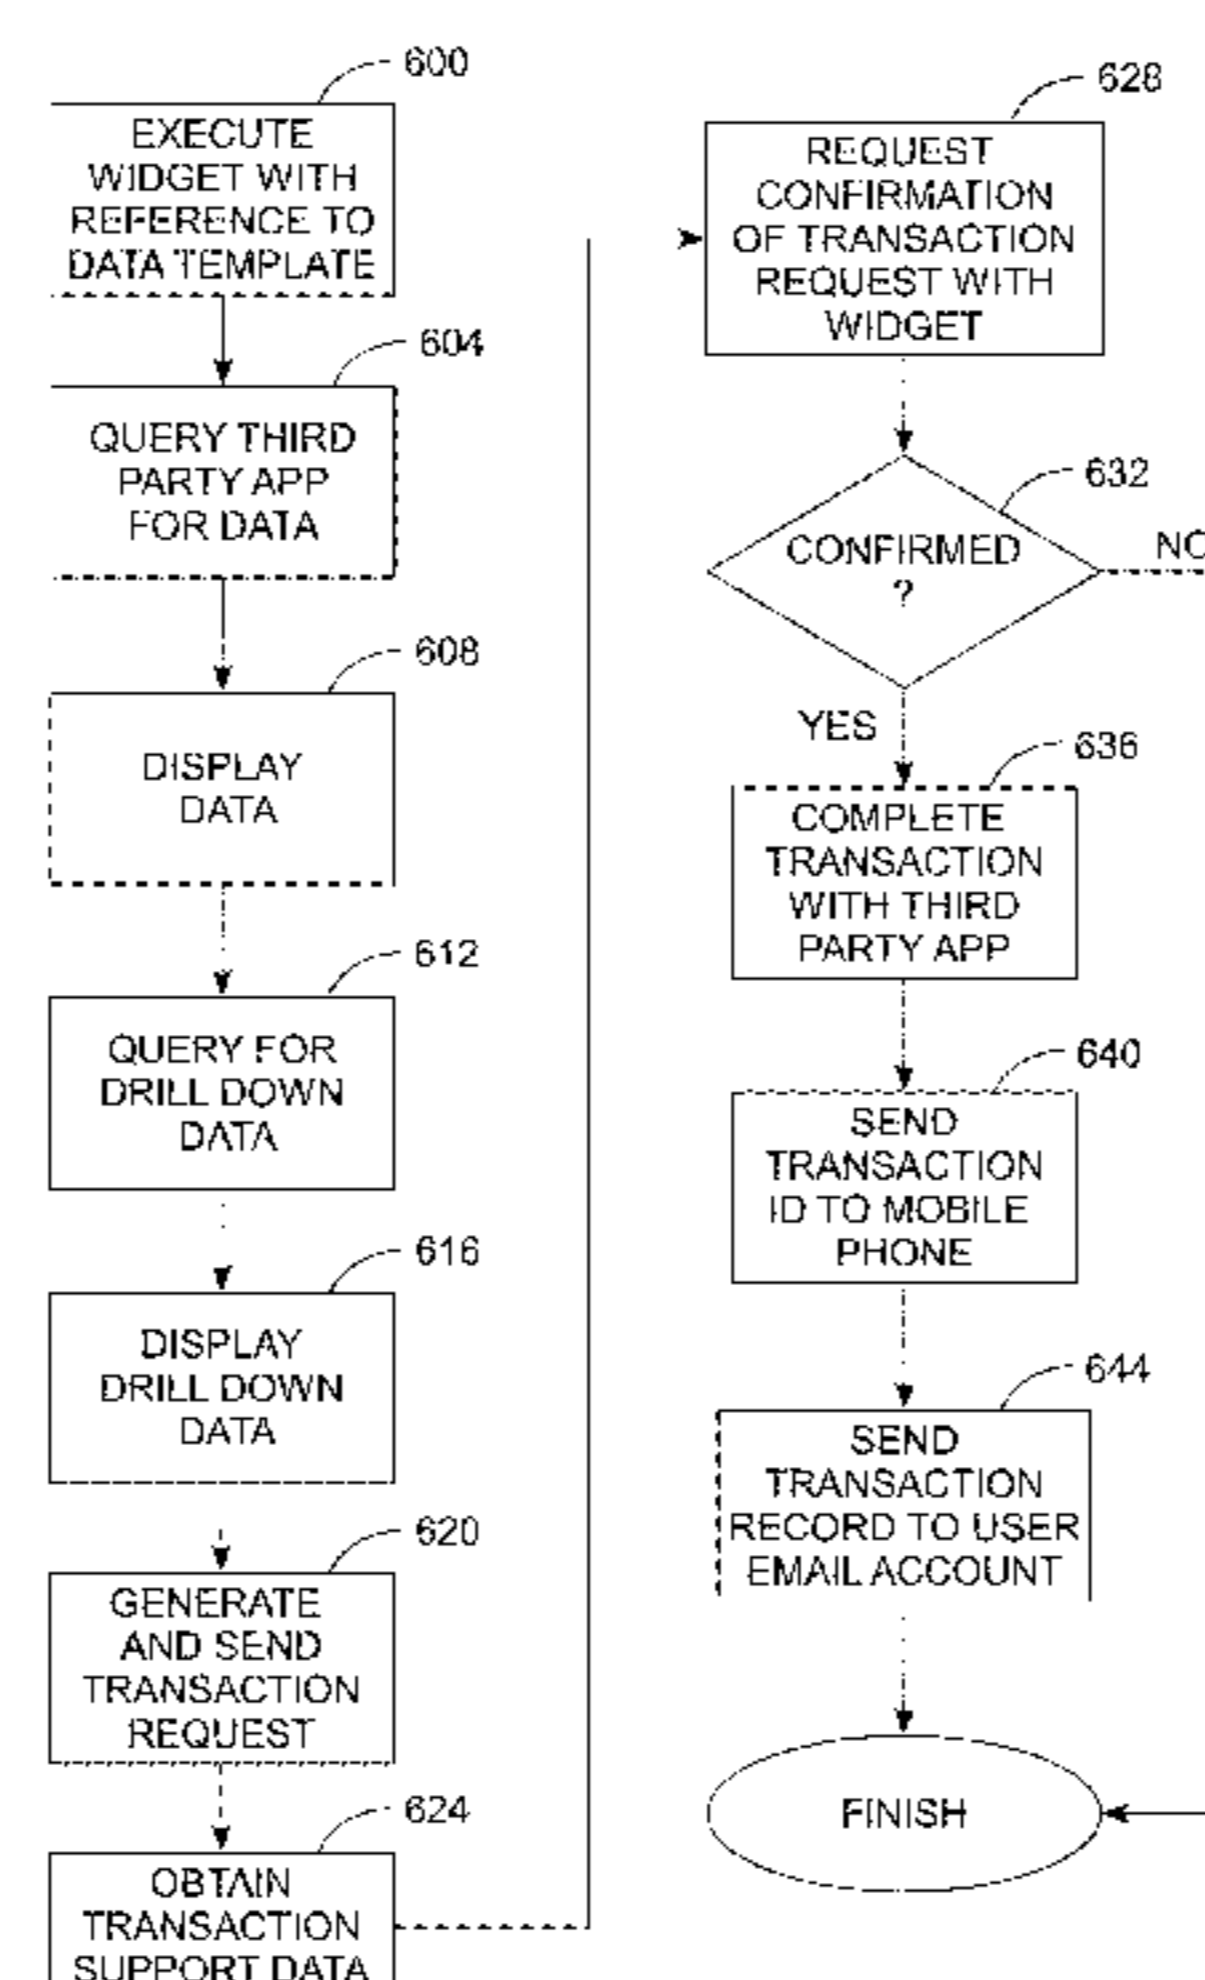 600
EXECUTE
WIDGET WITH
REFERENCE TO
DATA TEMPLATE
604
QUERY THIRD
PARTY APP
FOR DATA
608
DISPLAY
DATA
612
QUERY FOR
DRILL DOWN
DATA
616
DISPLAY
DRILL DOWN
DATA
620
GENERATE
AND SEND
TRANSACTION
REQUEST
624
OBTAIN
TRANSACTION
SUPPORT DATA
628
REQUEST
CONFIRMATION
OF TRANSACTION
REQUEST WITH
WIDGET
632
CONFIRMED
?
NO
YES
636
COMPLETE
TRANSACTION
WITH THIRD
PARTY APP
640
SEND
TRANSACTION
ID TO MOBILE
PHONE
644
SEND
TRANSACTION
RECORD TO USER
EMAIL ACCOUNT
FINISH